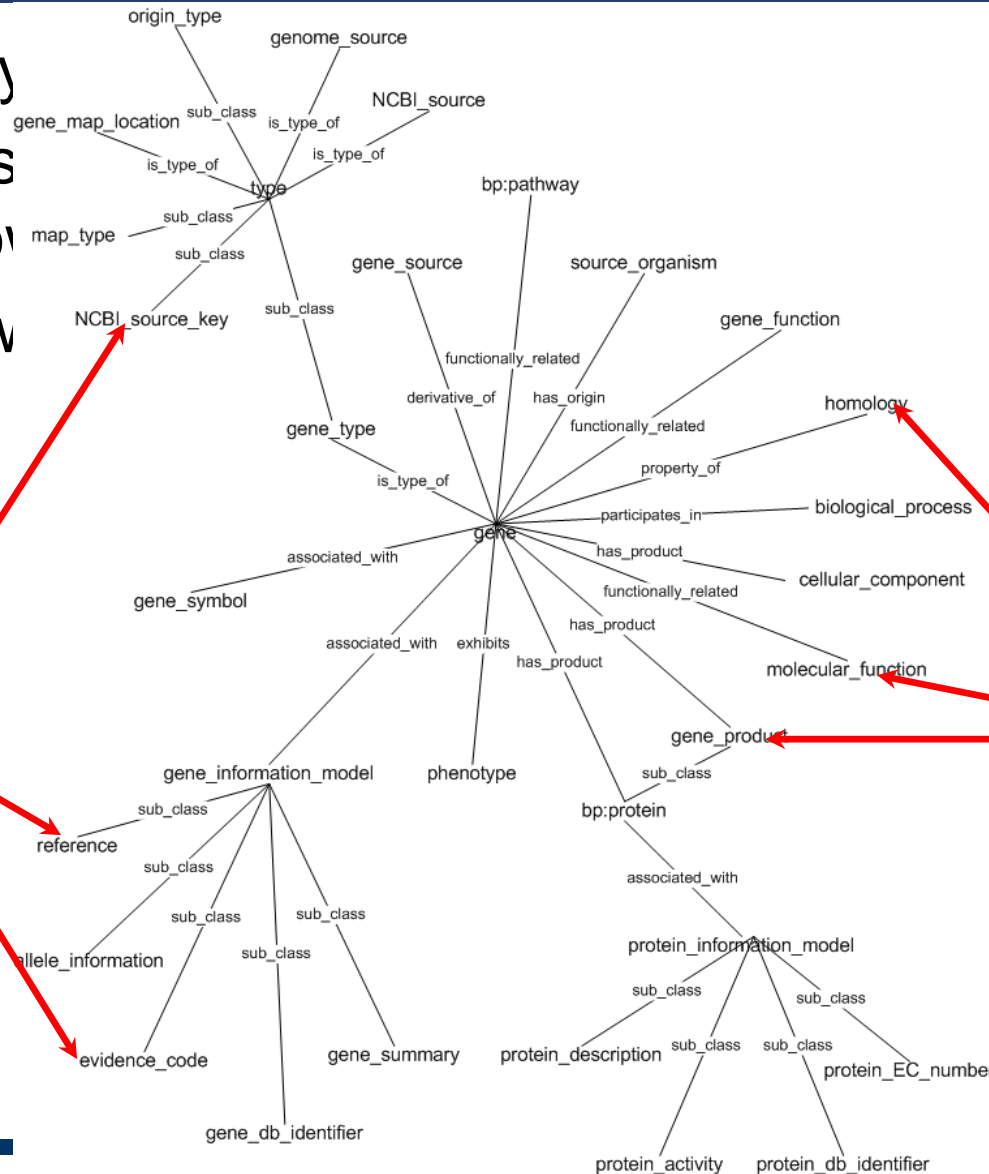 origin_type
genome_source
NCBI_source
y
sub_class
is_type_of
gene_map_location
is_type_of
is_type_of
s
type
bp:pathway
sub_class
map_type
sub_class
gene_source
source_organism
NCBI_source_key
sub_class
gene_function
functionally_related
derivative_of
has_origin
homology
gene_type
functionally_related
property_of
is_type_of
biological_process
participates_in
gene
associated_with
has_product
cellular_component
functionally_related
gene_symbol
has_product
associated_with
exhibits
has_product
molecular_function
gene_product
gene_information_model
phenotype
sub_class
sub_class
bp:protein
reference
sub_class
associated_with
sub_class
sub_class
protein_information_model
sub_class
allele_information
sub_class
sub_class
sub_class
sub_class
evidence_code
gene_summary
protein_description
protein_EC_numbe
gene_db_identifier
protein_activity
protein_db_identifier